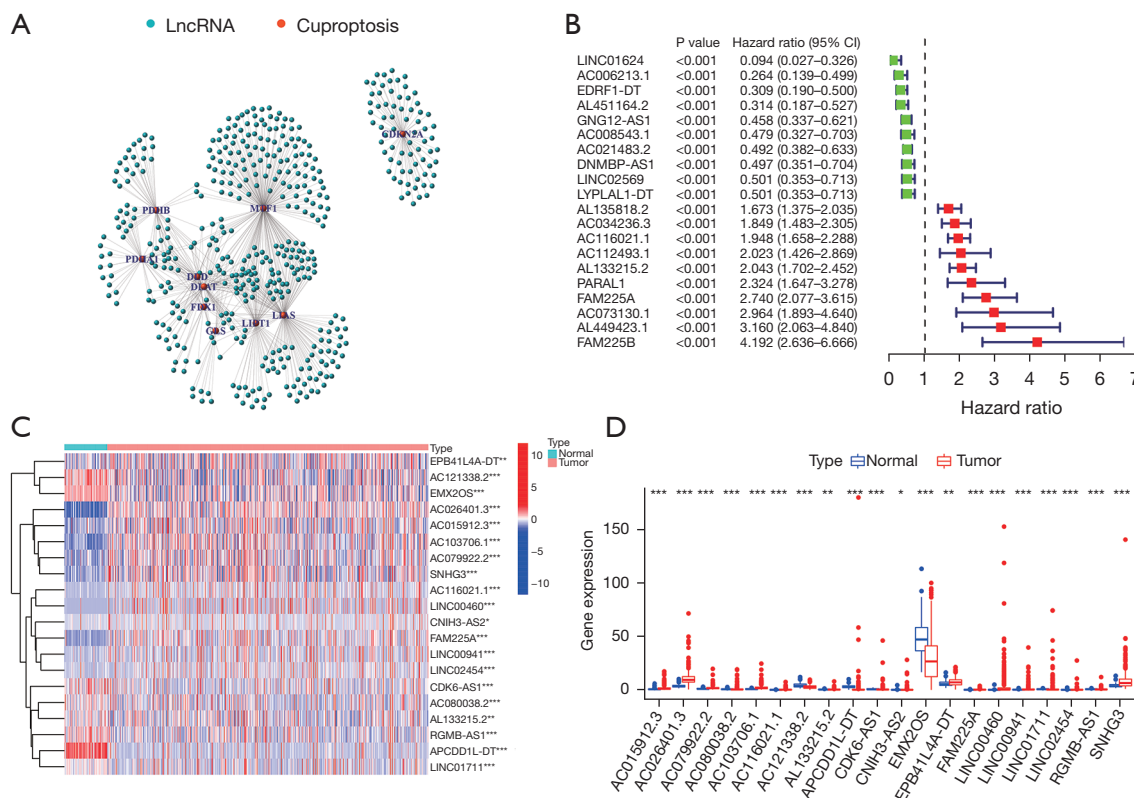 A
LncRNA Cuproptosis
CDKN2A
PDHB
MTF1
PDHA1
DLD
DLAT
FDX1
LIPT1
LIAS
GLS
B
P value Hazard ratio (95% CI)
LINC01624 <0.001 0.094 (0.027–0.326)
AC006213.1 <0.001 0.264 (0.139–0.499)
EDRF1-DT <0.001 0.309 (0.190–0.500)
AL451164.2 <0.001 0.314 (0.187–0.527)
GNG12-AS1 <0.001 0.458 (0.337–0.621)
AC008543.1 <0.001 0.479 (0.327–0.703)
AC021483.2 <0.001 0.492 (0.382–0.633)
DNMBP-AS1 <0.001 0.497 (0.351–0.704)
LINC02569 <0.001 0.501 (0.353–0.713)
LYPLAL1-DT <0.001 0.501 (0.353–0.713)
AL135818.2 <0.001 1.673 (1.375–2.035)
AC034236.3 <0.001 1.849 (1.483–2.305)
AC116021.1 <0.001 1.948 (1.658–2.288)
AC112493.1 <0.001 2.023 (1.426–2.869)
AL133215.2 <0.001 2.043 (1.702–2.452)
PARAL1 <0.001 2.324 (1.647–3.278)
FAM225A <0.001 2.740 (2.077–3.615)
AC073130.1 <0.001 2.964 (1.893–4.640)
AL449423.1 <0.001 3.160 (2.063–4.840)
FAM225B <0.001 4.192 (2.636–6.666)
0 1 2 3 4 5 6 7
Hazard ratio
C
Type
EPB41L4A-DT**
AC121338.2***
EMX2OS***
AC026401.3***
AC015912.3***
AC103706.1***
AC079922.2***
SNHG3***
AC116021.1***
LINC00460***
CNIH3-AS2*
FAM225A***
LINC00941***
LINC02454***
CDK6-AS1***
AC080038.2***
AL133215.2**
RGMB-AS1***
APCDD1L-DT***
LINC01711***
10
5
0
−5
−10
Type
Normal
Tumor
D
Type Normal Tumor
*** *** *** *** *** *** *** ** *** *** * *** ** *** *** *** *** *** *** ***
Gene expression
150
100
50
0
AC015912.3
AC026401.3
AC079922.2
AC080038.2
AC103706.1
AC116021.1
AC121338.2
AL133215.2
APCDD1L-DT
CDK6-AS1
CNIH3-AS2
EMX2OS
EPB41L4A-DT
FAM225A
LINC00460
LINC00941
LINC01711
LINC02454
RGMB-AS1
SNHG3